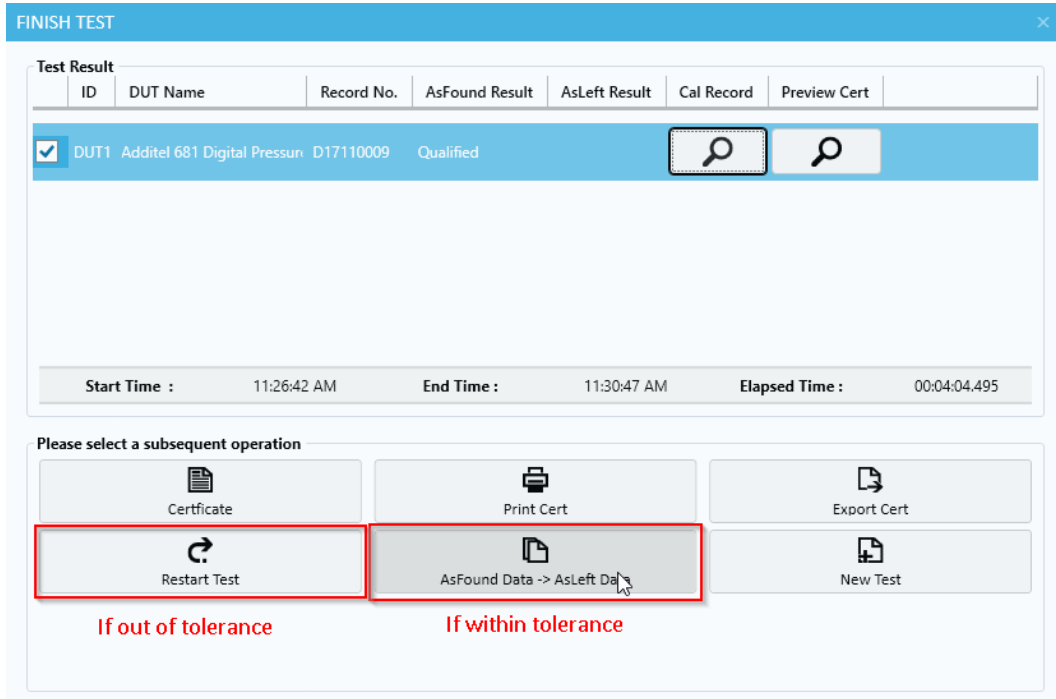 FINISH TEST
Test Result
ID DUT Name Record No. AsFound Result AsLeft Result Cal Record Preview Cert
DUT1 Additel 681 Digital Pressur D17110009 Qualified
Start Time : 11:26:42 AM End Time : 11:30:47 AM Elapsed Time : 00:04:04.495
Please select a subsequent operation
Certficate Print Cert Export Cert
Restart Test AsFound Data -> AsLeft Data New Test
If out of tolerance If within tolerance